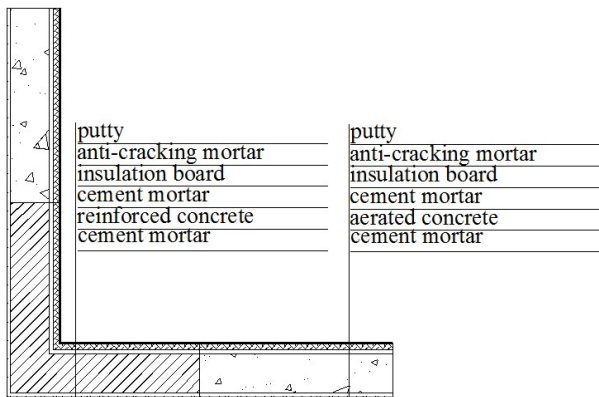 putty
anti-cracking mortar
insulation board
cement mortar
reinforced concrete
cement mortar
putty
anti-cracking mortar
insulation board
cement mortar
aerated concrete
cement mortar